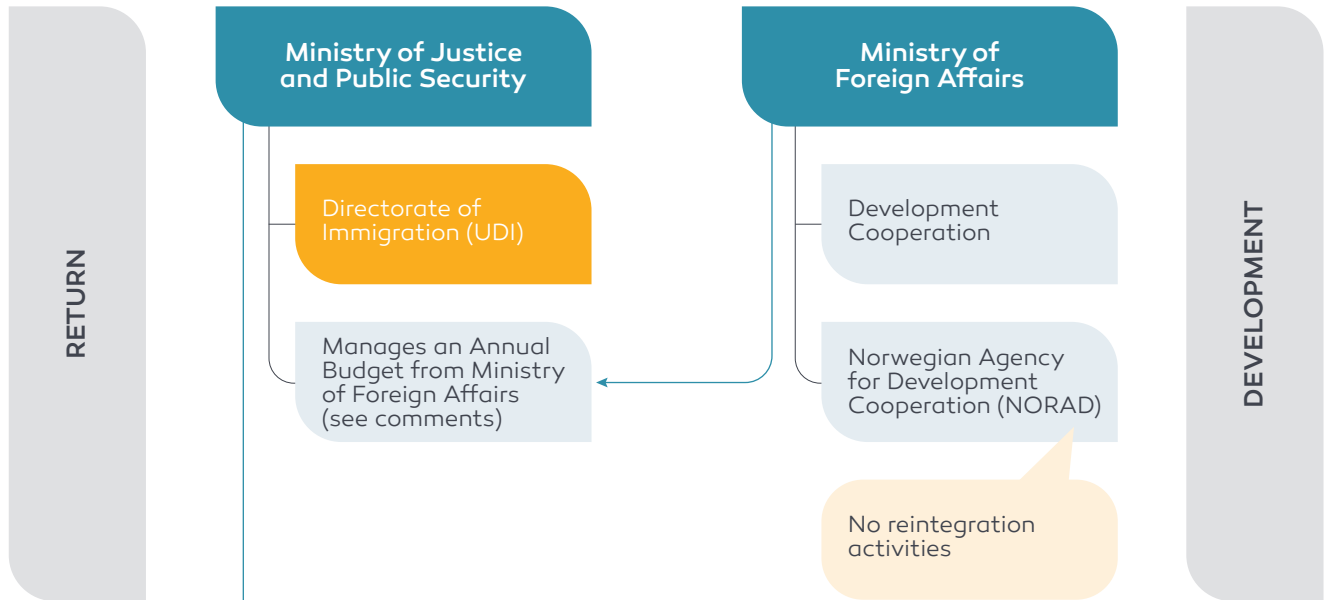 RETURN
Ministry of Justice
and Public Security
Directorate of
Immigration (UDI)
Manages an Annual
Budget from Ministry
of Foreign Affairs
(see comments)
Ministry of
Foreign Affairs
Development
Cooperation
Norwegian Agency
for Development
Cooperation (NORAD)
No reintegration
activities
DEVELOPMENT